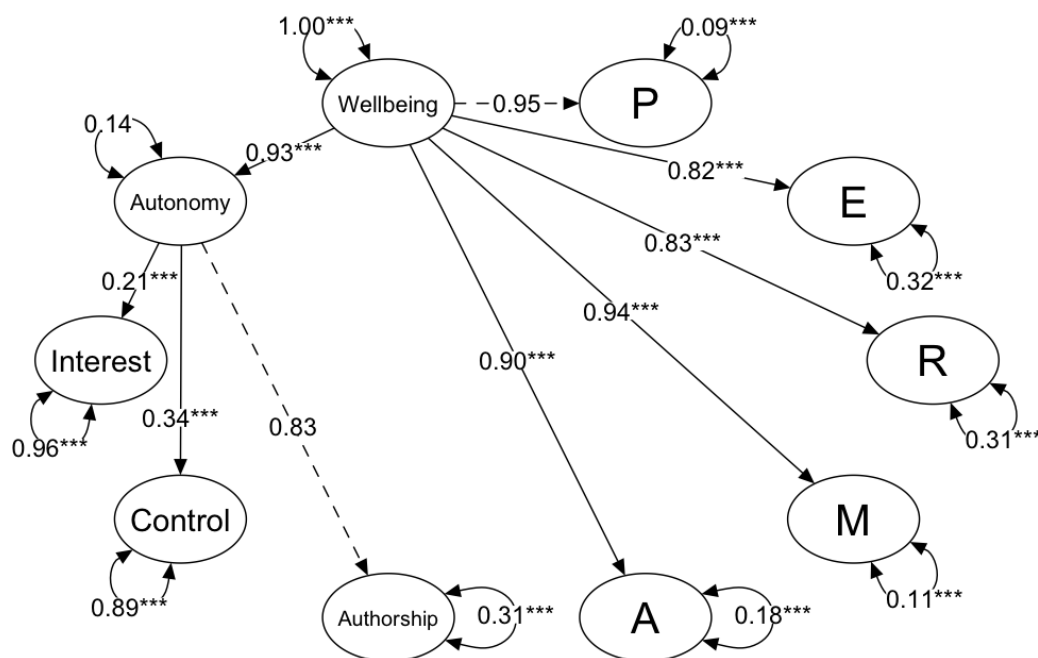 1.00***
0.09***
Wellbeing
0.95
P
0.14
0.93***
0.82***
Autonomy
E
0.83***
0.21***
0.32***
0.94***
Interest
0.90***
R
0.34***
0.83
0.96***
0.31***
Control
M
0.89***
0.11***
Authorship
0.31***
A
0.18***